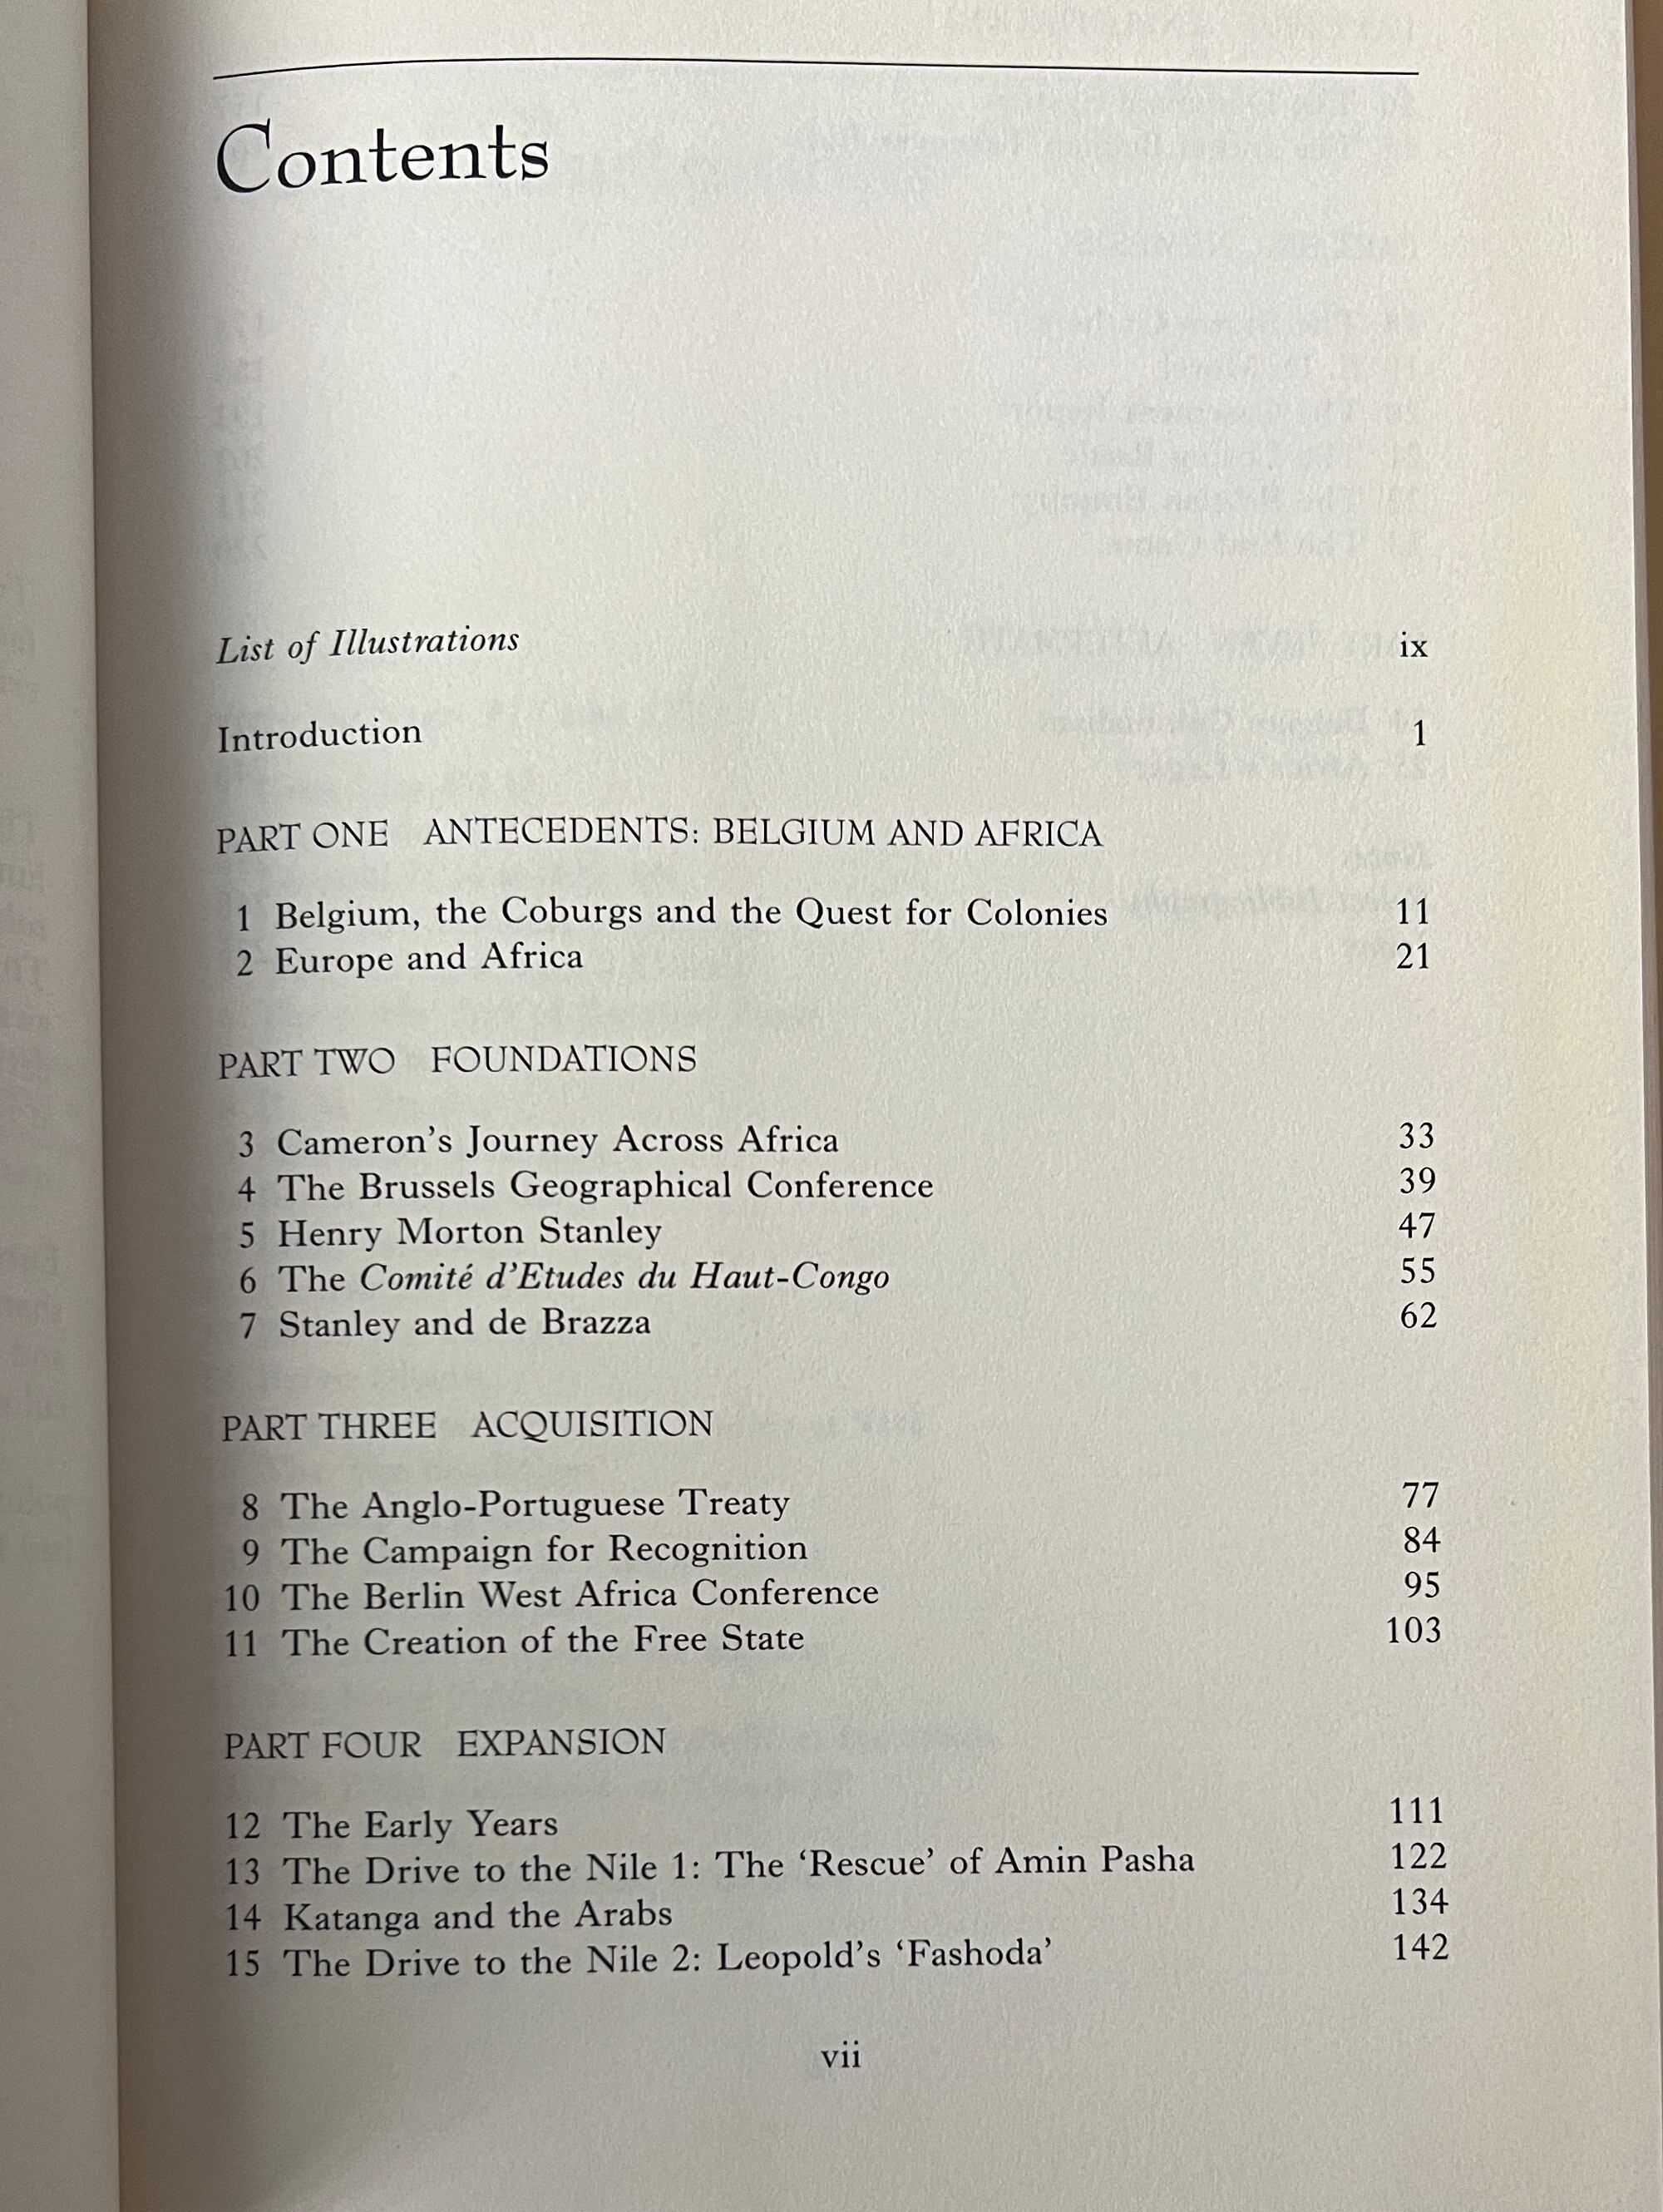 Contents
List of Illustrations ix
Introduction 1
PART ONE ANTECEDENTS: BELGIUM AND AFRICA
1 Belgium, the Coburgs and the Quest for Colonies 11
2 Europe and Africa 21
PART TWO FOUNDATIONS
3 Cameron's Journey Across Africa 33
4 The Brussels Geographical Conference 39
5 Henry Morton Stanley 47
6 The Comité d'Etudes du Haut-Congo 55
7 Stanley and de Brazza 62
PART THREE ACQUISITION
8 The Anglo-Portuguese Treaty 77
9 The Campaign for Recognition 84
10 The Berlin West Africa Conference 95
11 The Creation of the Free State 103
PART FOUR EXPANSION
12 The Early Years 111
13 The Drive to the Nile 1: The ‘Rescue’ of Amin Pasha 122
14 Katanga and the Arabs 134
15 The Drive to the Nile 2: Leopold's ‘Fashoda’ 142
vii